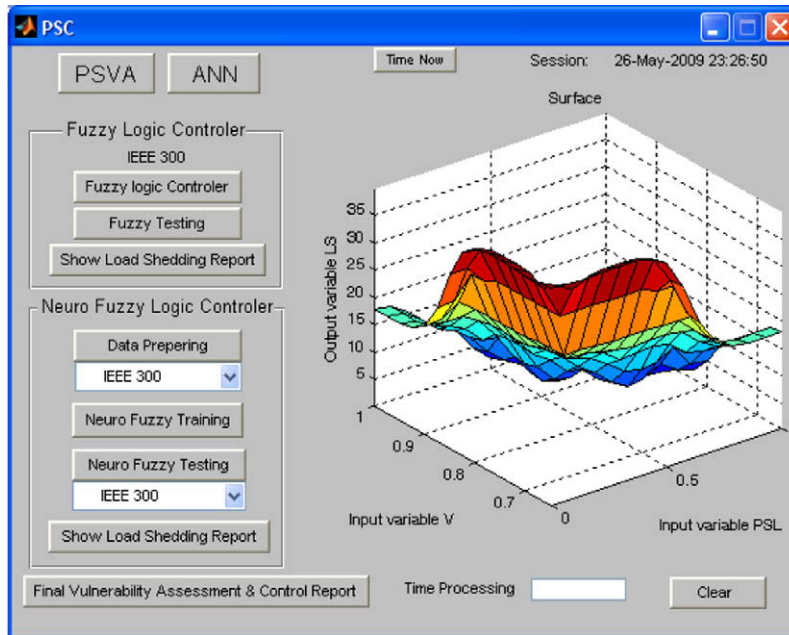 PSC
PSVA
ANN
Time Now
Session: 26-May-2009 23:26:50
Fuzzy Logic Controler
IEEE 300
Fuzzy logic Controler
Fuzzy Testing
Show Load Shedding Report
Neuro Fuzzy Logic Controler
Data Prepering
IEEE 300
Neuro Fuzzy Training
Neuro Fuzzy Testing
IEEE 300
Show Load Shedding Report
Final Vulnerability Assessment & Control Report
Surface
Output variable LS
35
30
25
20
15
10
5
1
0.9
0.8
0.7
0
0.5
Input variable V
Input variable PSL
Time Processing
Clear